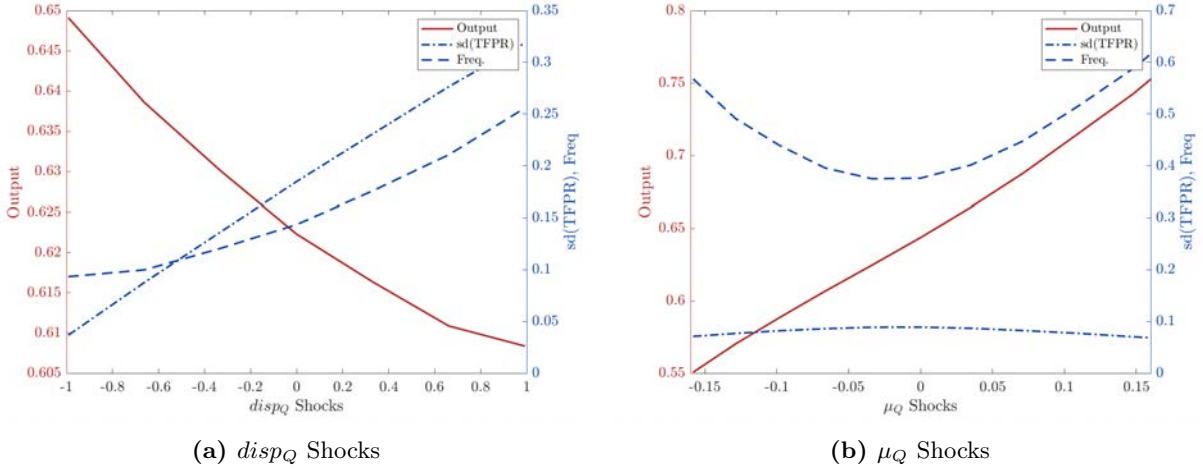 Output
sd(TFPR)
Freq.
0.65
0.645
0.64
0.635
0.63
0.625
0.62
0.615
0.61
0.605
Output
0.35
0.3
0.25
0.2
0.15
0.1
0.05
0
sd(TFPR), Freq
-1 -0.8 -0.6 -0.4 -0.2 0 0.2 0.4 0.6 0.8 1
disp_Q Shocks
(a) disp_Q Shocks
Output
sd(TFPR)
Freq.
0.8
0.75
0.7
0.65
0.6
0.55
Output
0.7
0.6
0.5
0.4
0.3
0.2
0.1
0
sd(TFPR), Freq
-0.15 -0.1 -0.05 0 0.05 0.1 0.15
μ_Q Shocks
(b) μ_Q Shocks